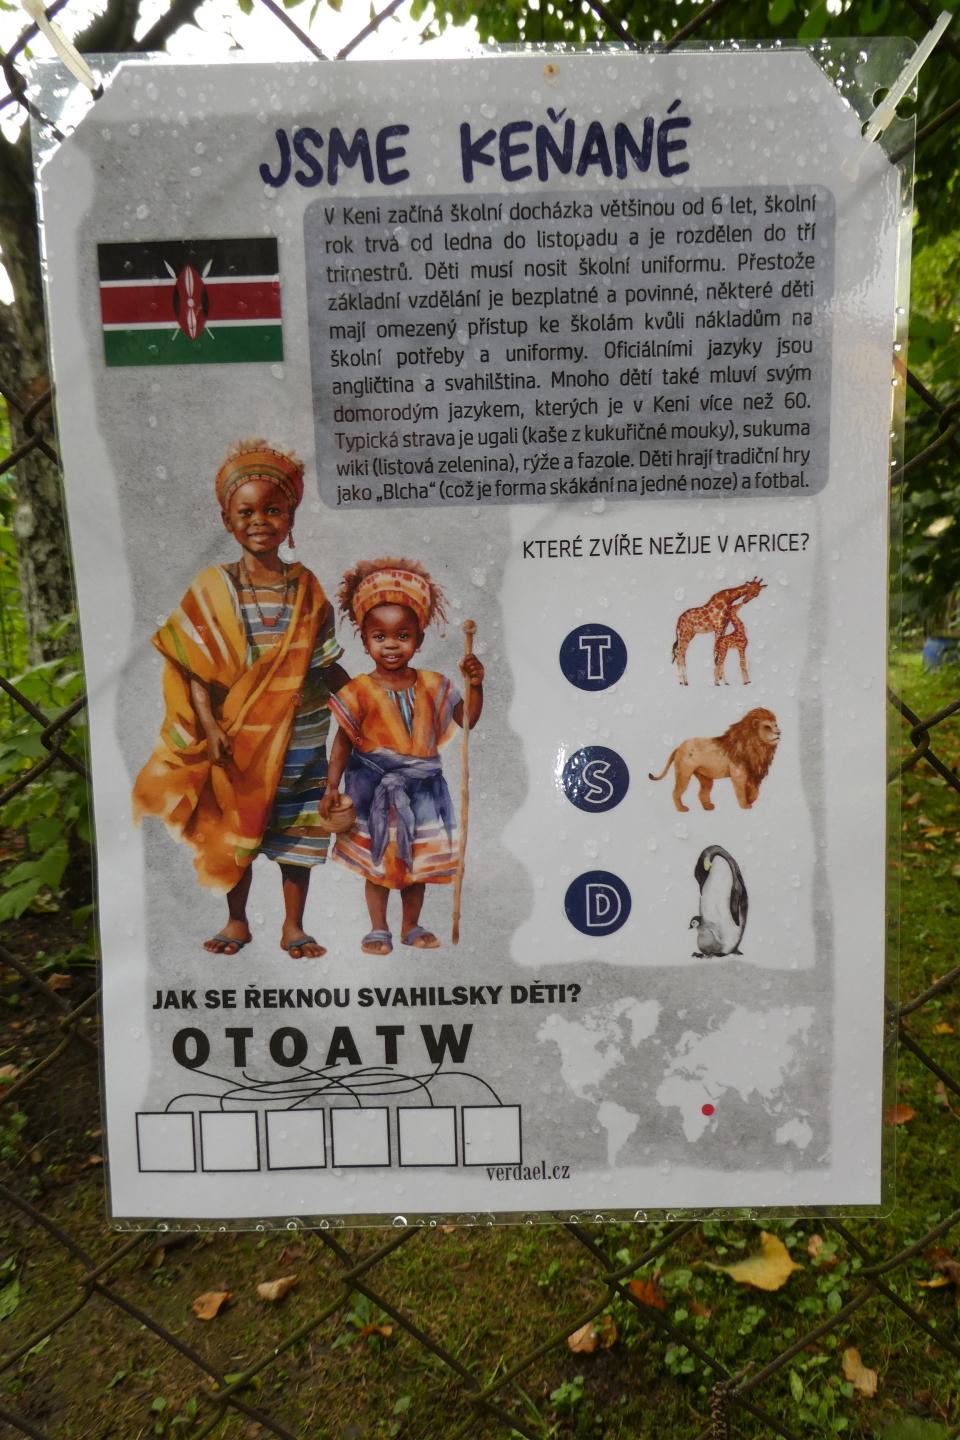 JSME KEŇANÉ
V Keni začíná školní docházka většinou od 6 let, školní
rok trvá od ledna do listopadu a je rozdělen do tří
trimestrů. Děti musí nosit školní uniformu. Přestože
základní vzdělání je bezplatné a povinné, některé děti
mají omezený přístup ke školám kvůli nákladům na
školní potřeby a uniformy. Oficiálními jazyky jsou
angličtina a svahilština. Mnoho dětí také mluví svým
domorodým jazykem, kterých je v Keni více než 60.
Typická strava je ugali (kaše z kukuřičné mouky), sukuma
wiki (listová zelenina), rýže a fazole. Děti hrají tradiční hry
jako „Blcha“ (což je forma skákání na jedné noze) a fotbal.
KTERÉ ZVÍŘE NEŽIJE V AFRICE?
T
S
D
JAK SE ŘEKNOU SVAHILSKY DĚTI?
OTOATW
verdael.cz